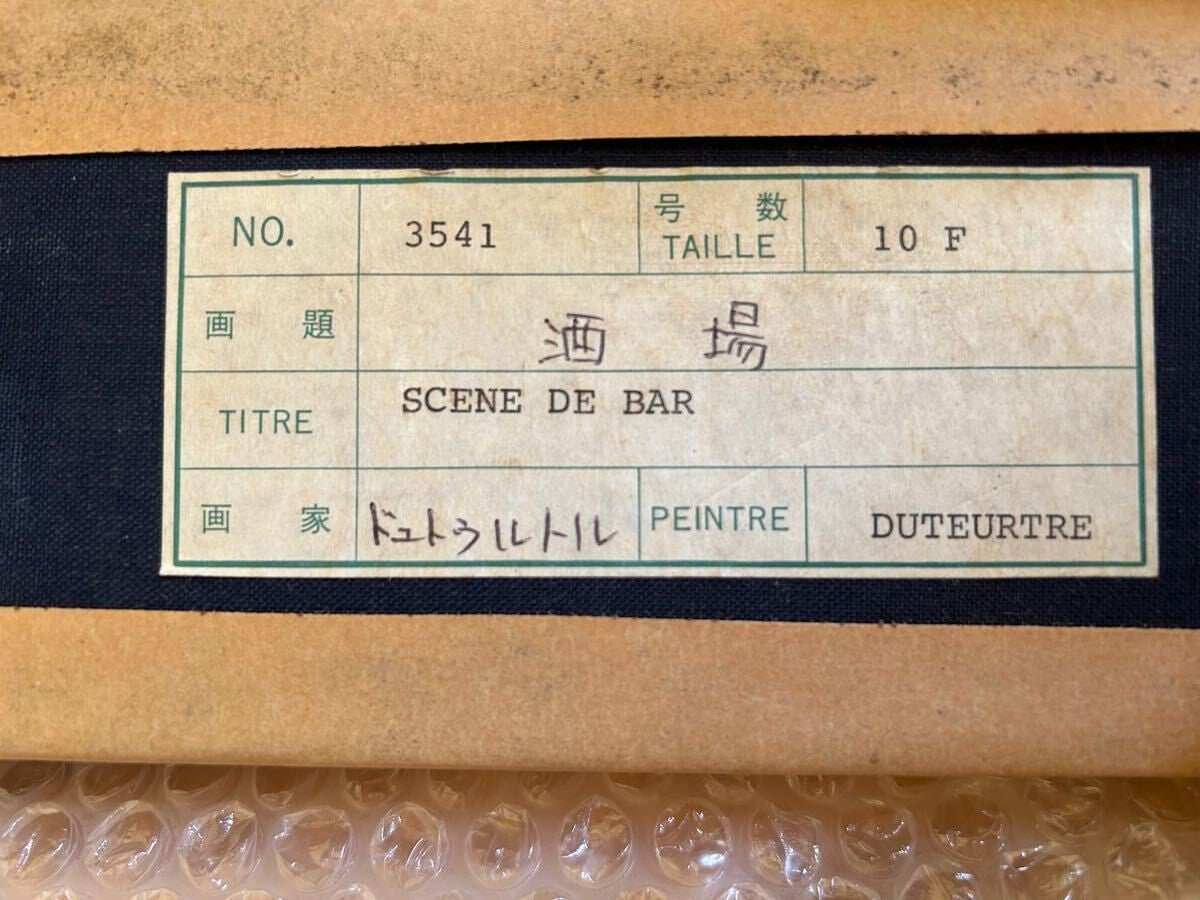 NO. 3541 号数 TAILLE 10 F
画題 酒場
TITRE SCENE DE BAR
画家 ドュトゥルトル PEINTRE DUTEURTRE